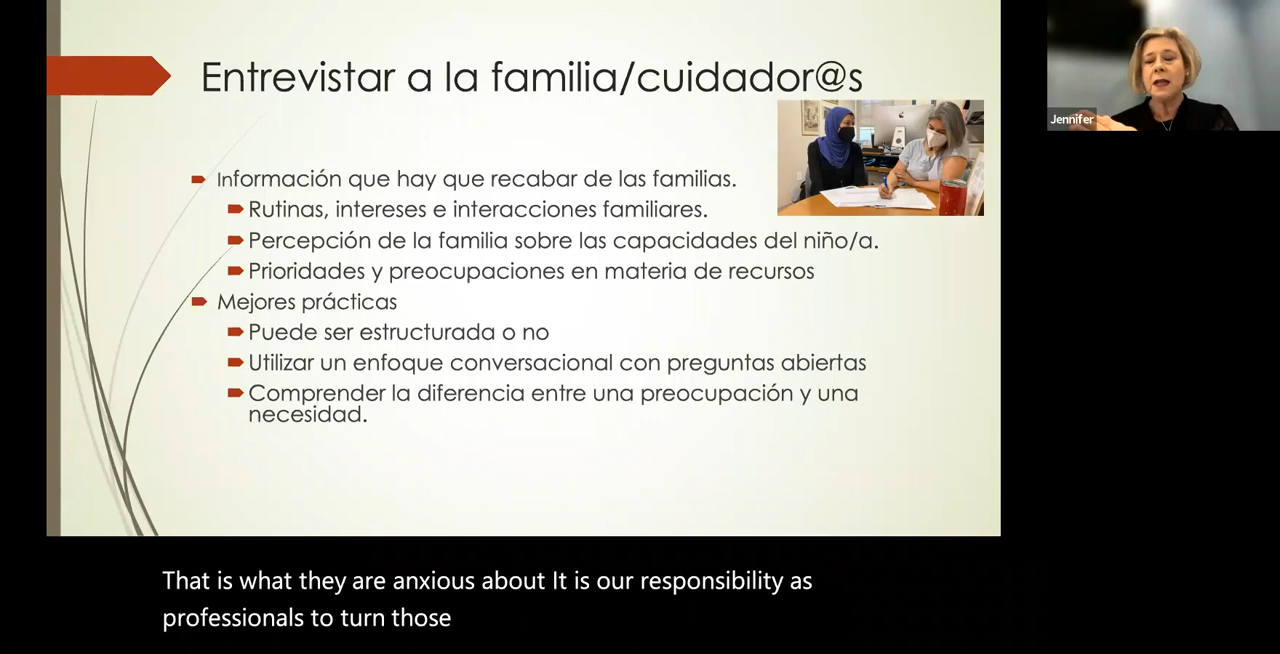 Entrevistar a la familia/cuidador@s
Jennifer
Información que hay que recabar de las familias.
Rutinas, intereses e interacciones familiares.
Percepción de la familia sobre las capacidades del niño/a.
Prioridades y preocupaciones en materia de recursos
Mejores prácticas
Puede ser estructurada o no
Utilizar un enfoque conversacional con preguntas abiertas
Comprender la diferencia entre una preocupación y una
necesidad.
That is what they are anxious about It is our responsibility as
professionals to turn those